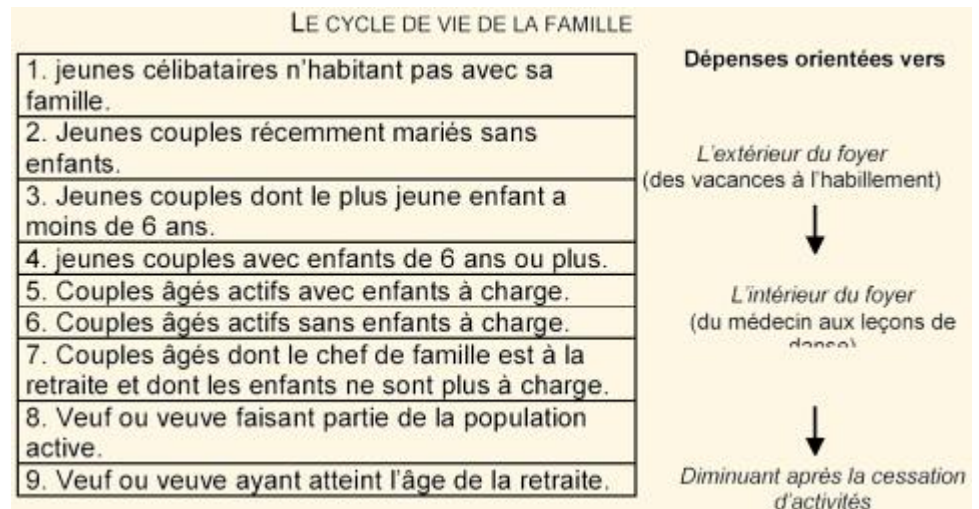 LE CYCLE DE VIE DE LA FAMILLE
1. jeunes célibataires n'habitant pas avec sa
famille.
2. Jeunes couples récemment mariés sans
enfants.
3. Jeunes couples dont le plus jeune enfant a
moins de 6 ans.
4. jeunes couples avec enfants de 6 ans ou plus.
5. Couples âgés actifs avec enfants à charge.
6. Couples âgés actifs sans enfants à charge.
7. Couples âgés dont le chef de famille est à la
retraite et dont les enfants ne sont plus à charge.
8. Veuf ou veuve faisant partie de la population
active.
9. Veuf ou veuve ayant atteint l'âge de la retraite.
Dépenses orientées vers
L'extérieur du foyer
(des vacances à l'habillement)
L'intérieur du foyer
(du médecin aux leçons de
danse)
Diminuant après la cessation
d'activités